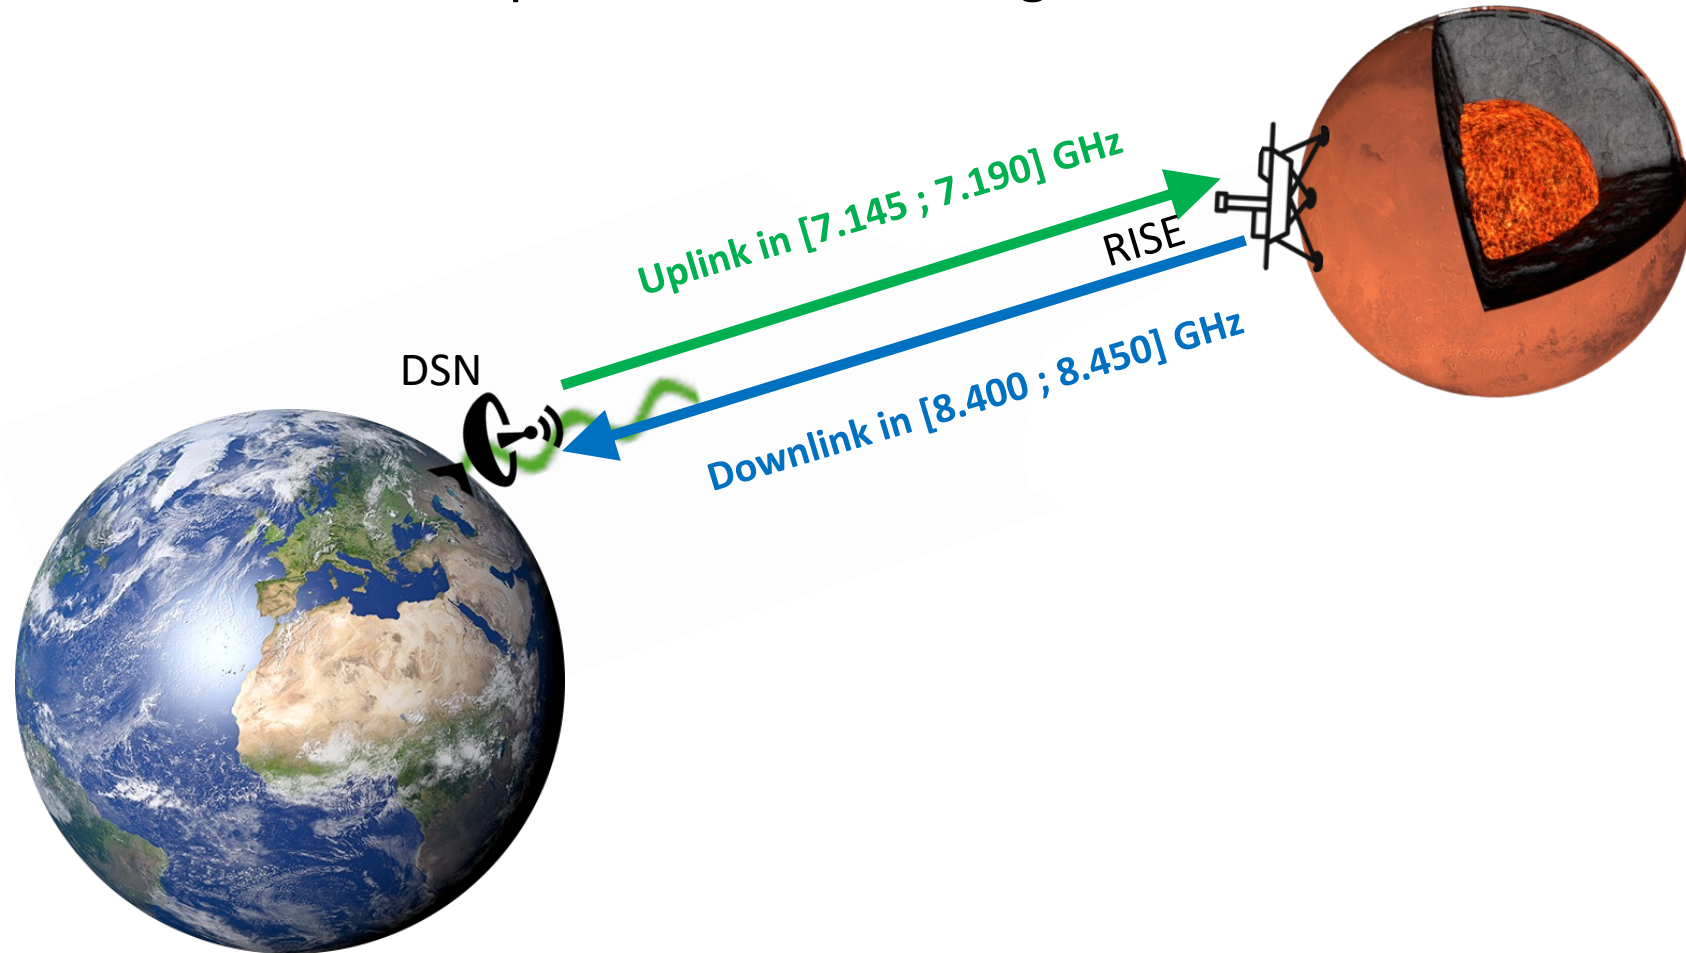 Uplink in [7.145 ; 7.190] GHz
RISE
DSN
Downlink in [8.400 ; 8.450] GHz